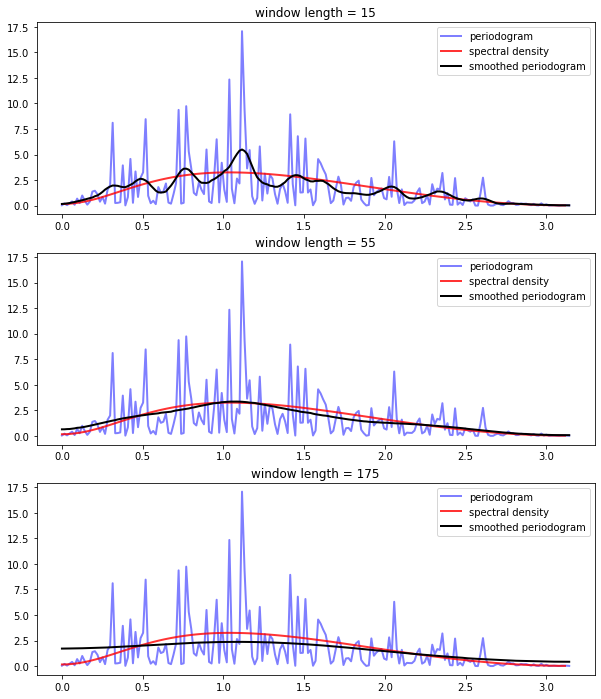 window length = 15
17.5
15.0
12.5
10.0
7.5
5.0
2.5
0.0
periodogram
spectral density
smoothed periodogram
0.0 0.5 1.0 1.5 2.0 2.5 3.0
window length = 55
17.5
15.0
12.5
10.0
7.5
5.0
2.5
0.0
periodogram
spectral density
smoothed periodogram
0.0 0.5 1.0 1.5 2.0 2.5 3.0
window length = 175
17.5
15.0
12.5
10.0
7.5
5.0
2.5
0.0
periodogram
spectral density
smoothed periodogram
0.0 0.5 1.0 1.5 2.0 2.5 3.0